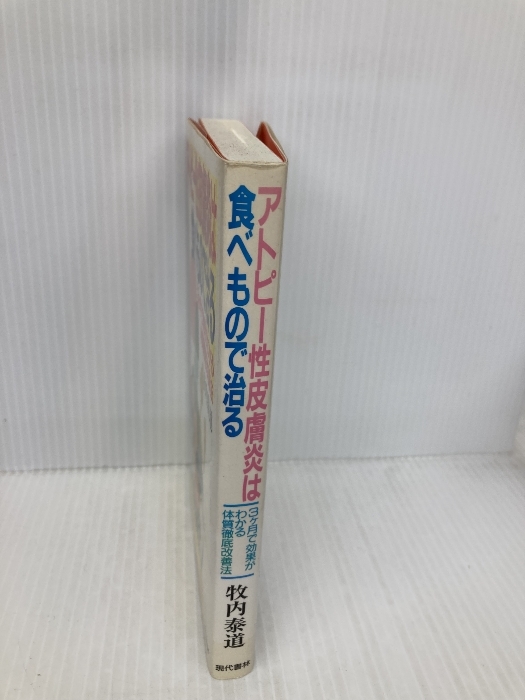 アトピー性皮膚炎は
食べもので治る
3ヶ月で効果が
わかる
体質徹底改善法
牧内泰道
現代書林